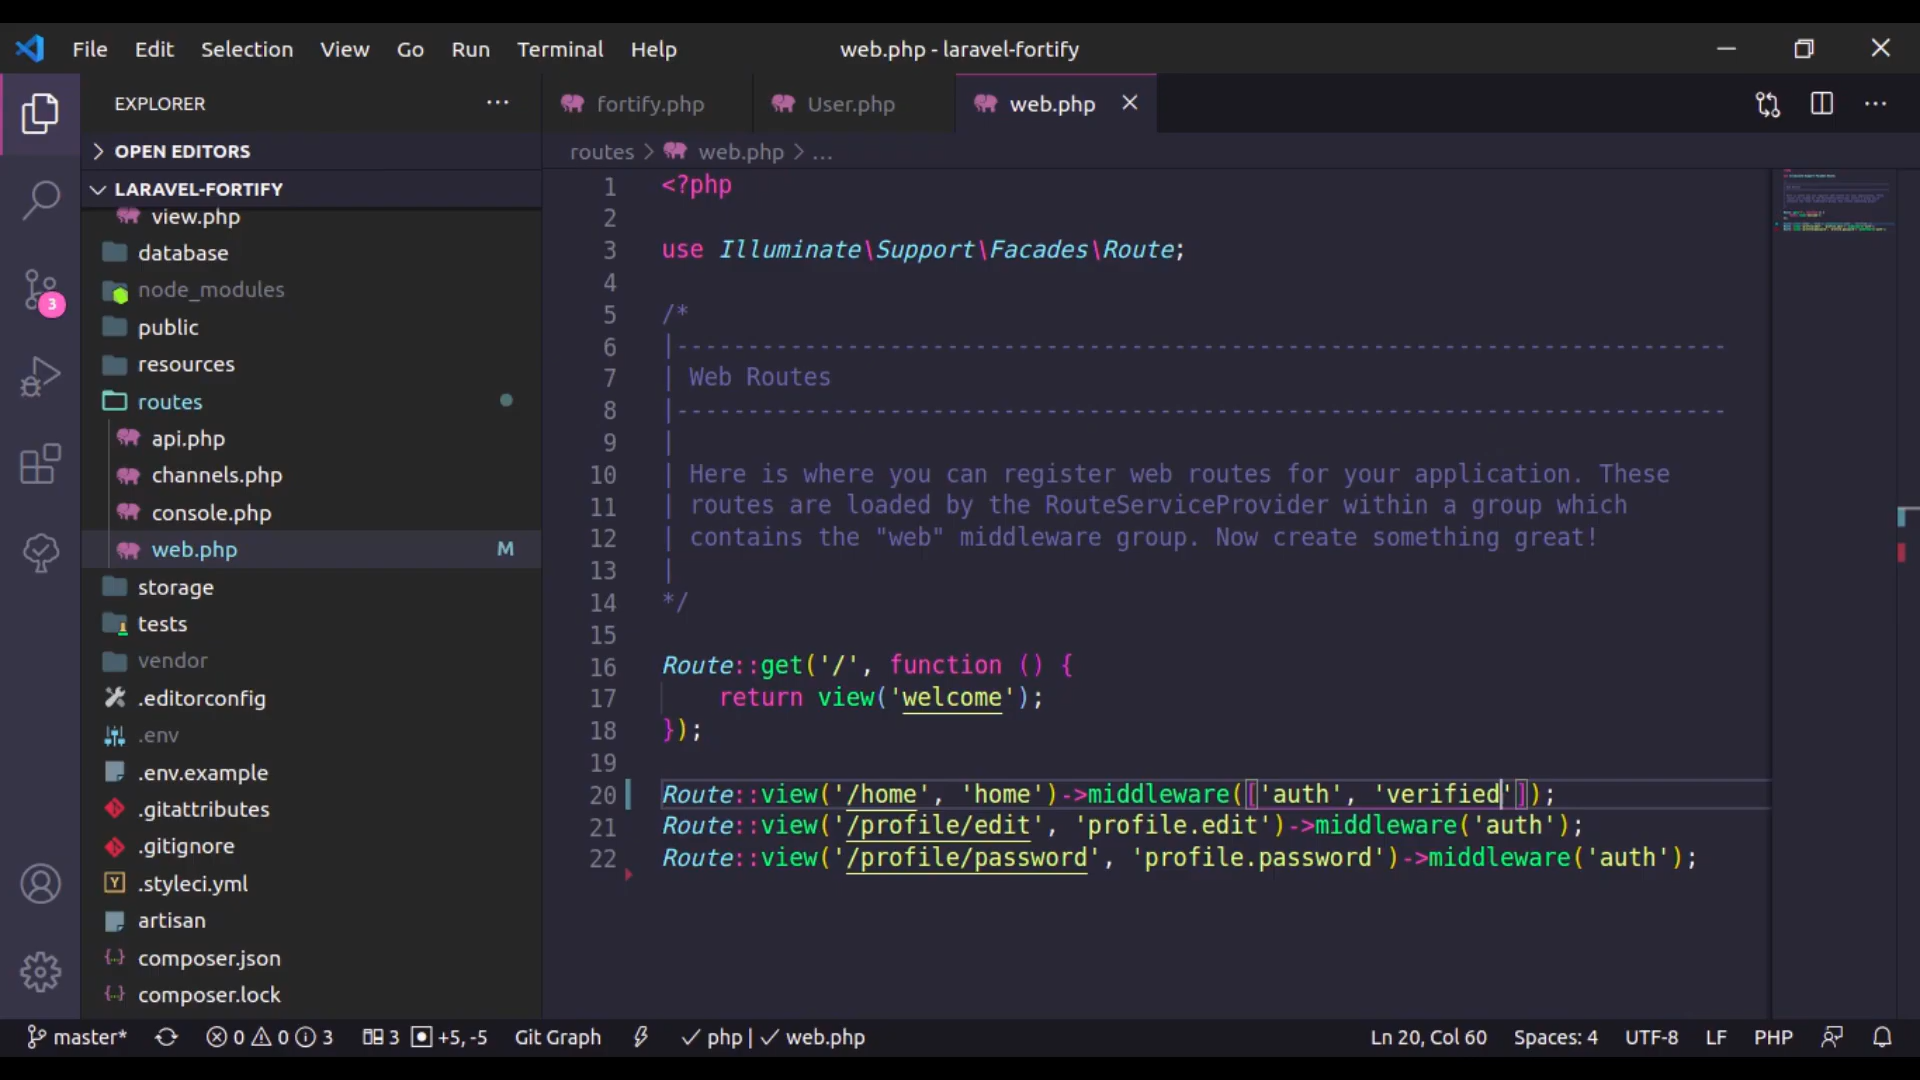 File Edit Selection View Go Run Terminal Help
web.php - laravel-fortify
EXPLORER
OPEN EDITORS
LARAVEL-FORTIFY
view.php
database
node_modules
public
resources
routes
api.php
channels.php
console.php
web.php M
storage
tests
vendor
.editorconfig
.env
.env.example
.gitattributes
.gitignore
.styleci.yml
artisan
composer.json
composer.lock
3
fortify.php User.php web.php
routes > web.php > ...
1 <?php
2
3 use Illuminate\Support\Facades\Route;
4
5 /*
6 |--------------------------------------------------------------------------
7 | Web Routes
8 |--------------------------------------------------------------------------
9 |
10 | Here is where you can register web routes for your application. These
11 | routes are loaded by the RouteServiceProvider within a group which
12 | contains the "web" middleware group. Now create something great!
13 |
14 */
15
16 Route::get('/', function () {
17     return view('welcome');
18 });
19
20 Route::view('/home', 'home')->middleware(['auth', 'verified']);
21 Route::view('/profile/edit', 'profile.edit')->middleware('auth');
22 Route::view('/profile/password', 'profile.password')->middleware('auth');
master* 0 0 3 3 +5, -5 Git Graph php | web.php Ln 20, Col 60 Spaces: 4 UTF-8 LF PHP